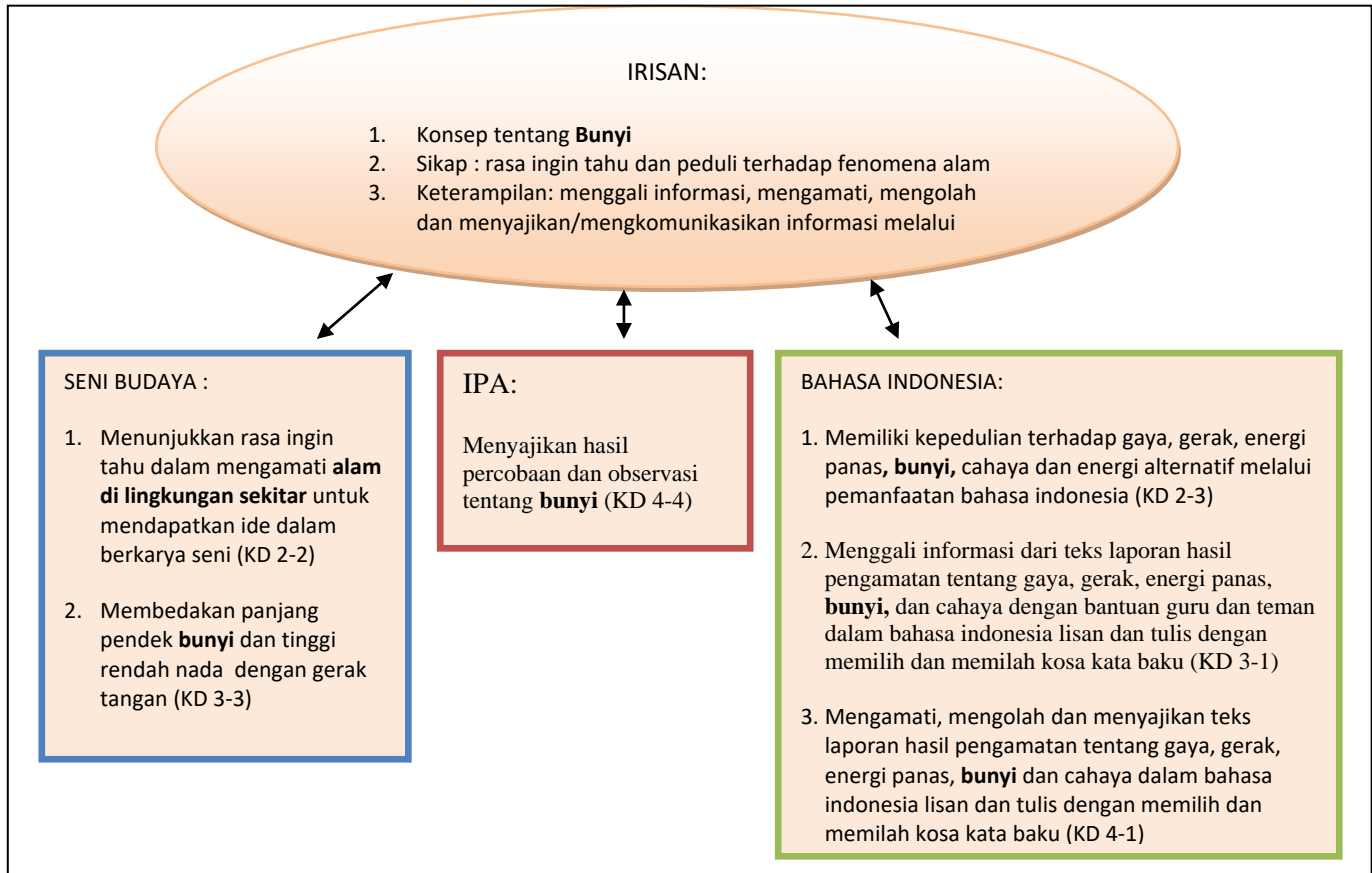 IRISAN:
1. Konsep tentang Bunyi
2. Sikap : rasa ingin tahu dan peduli terhadap fenomena alam
3. Keterampilan: menggali informasi, mengamati, mengolah
dan menyajikan/mengkomunikasikan informasi melalui
SENI BUDAYA :
1. Menunjukkan rasa ingin
tahu dalam mengamati alam
di lingkungan sekitar untuk
mendapatkan ide dalam
berkarya seni (KD 2-2)
2. Membedakan panjang
pendek bunyi dan tinggi
rendah nada dengan gerak
tangan (KD 3-3)
IPA:
Menyajikan hasil
percobaan dan observasi
tentang bunyi (KD 4-4)
BAHASA INDONESIA:
1. Memiliki kepedulian terhadap gaya, gerak, energi
panas, bunyi, cahaya dan energi alternatif melalui
pemanfaatan bahasa indonesia (KD 2-3)
2. Menggali informasi dari teks laporan hasil
pengamatan tentang gaya, gerak, energi panas,
bunyi, dan cahaya dengan bantuan guru dan teman
dalam bahasa indonesia lisan dan tulis dengan
memilih dan memilah kosa kata baku (KD 3-1)
3. Mengamati, mengolah dan menyajikan teks
laporan hasil pengamatan tentang gaya, gerak,
energi panas, bunyi dan cahaya dalam bahasa
indonesia lisan dan tulis dengan memilih dan
memilah kosa kata baku (KD 4-1)